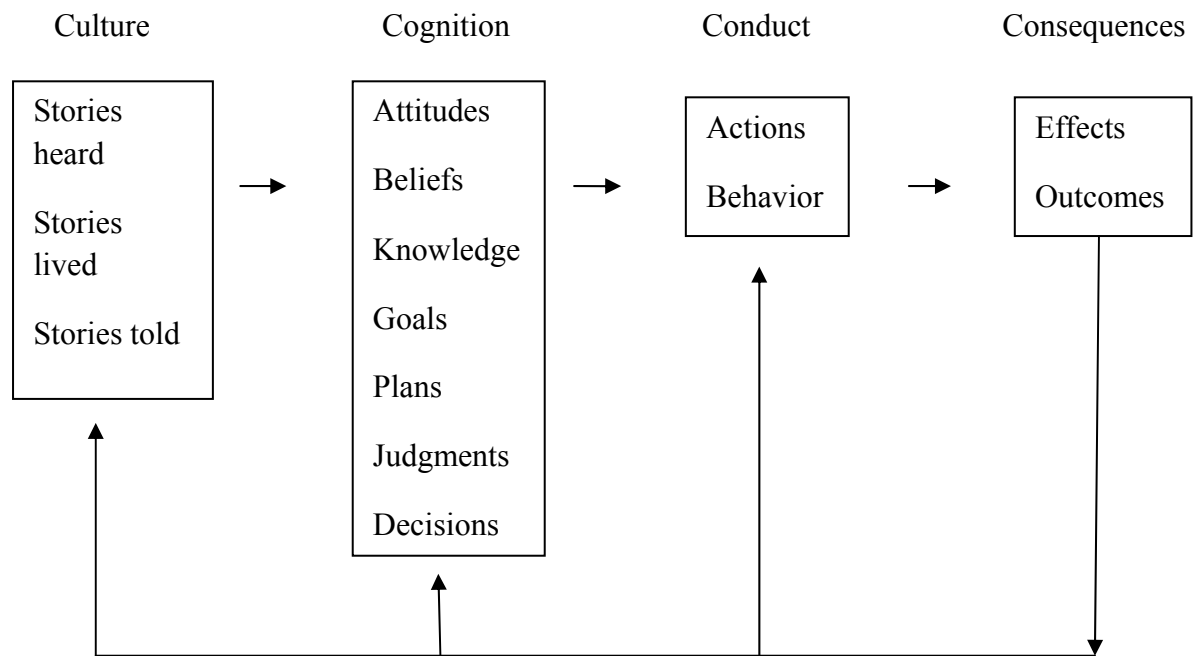 Culture
Cognition
Conduct
Consequences
Stories
heard
Stories
lived
Stories told
Attitudes
Beliefs
Knowledge
Goals
Plans
Judgments
Decisions
Actions
Behavior
Effects
Outcomes